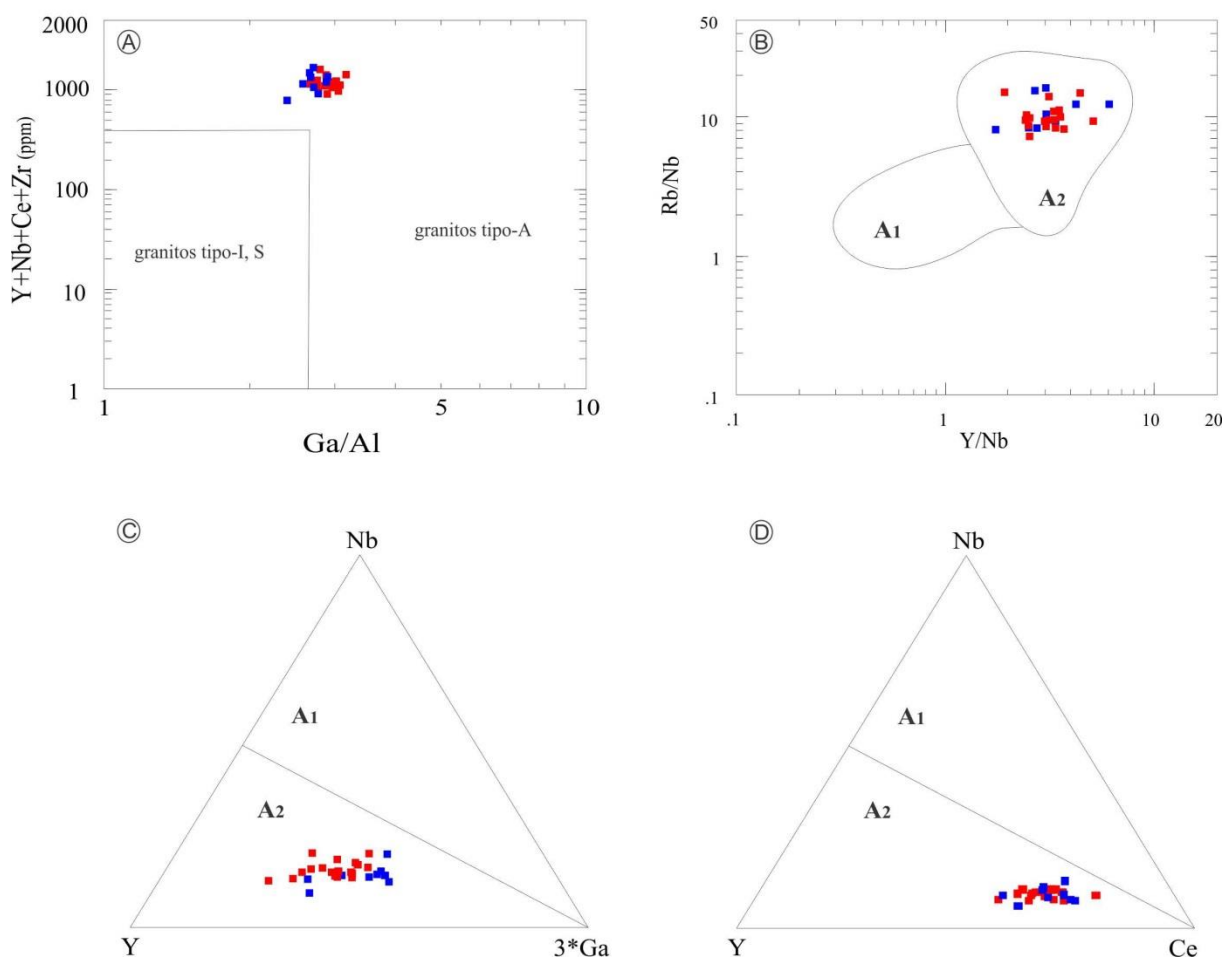 A
2000
1000
100
10
1
Y+Nb+Ce+Zr (ppm)
granitos tipo-I, S
granitos tipo-A
1
5
10
Ga/Al
B
50
10
1
.1
Rb/Nb
A2
A1
.1
1
10
20
Y/Nb
C
Nb
A1
A2
Y
3*Ga
D
Nb
A1
A2
Y
Ce